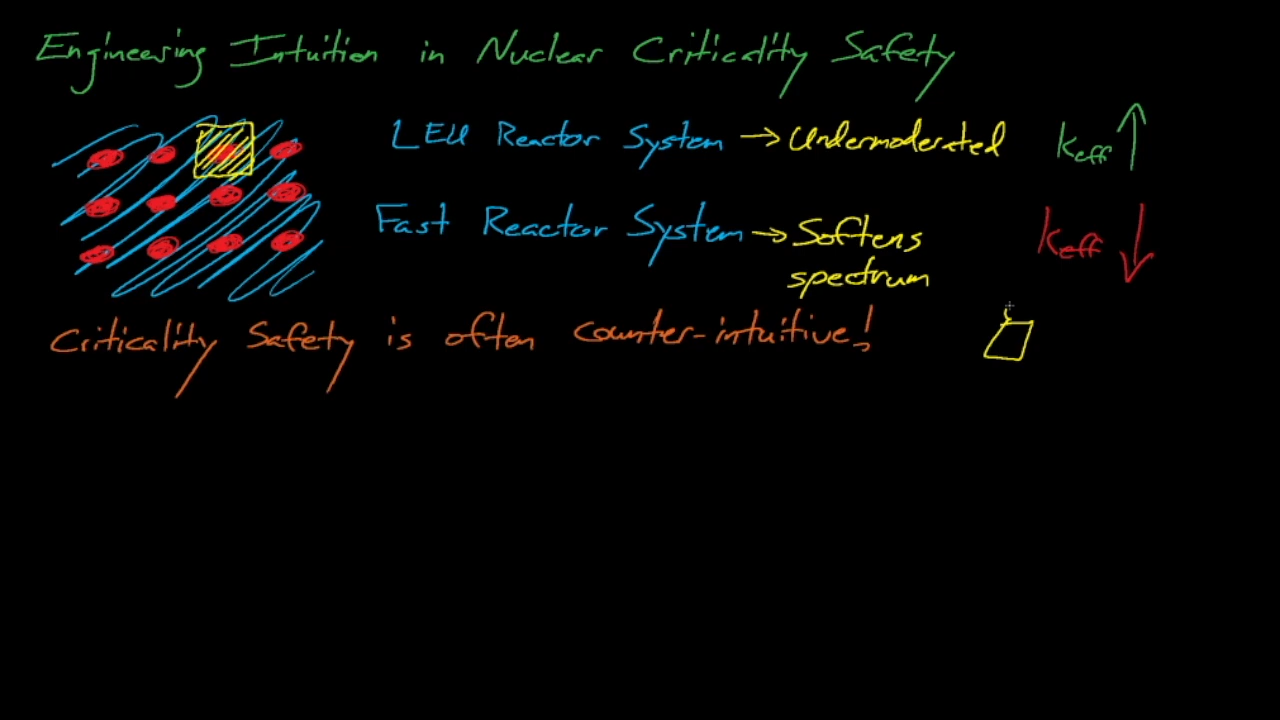 Engineering Intuition in Nuclear Criticality Safety
LEU Reactor System → Undermoderated keff ↑
Fast Reactor System → Softens keff ↓
spectrum
Criticality Safety is often counter-intuitive!